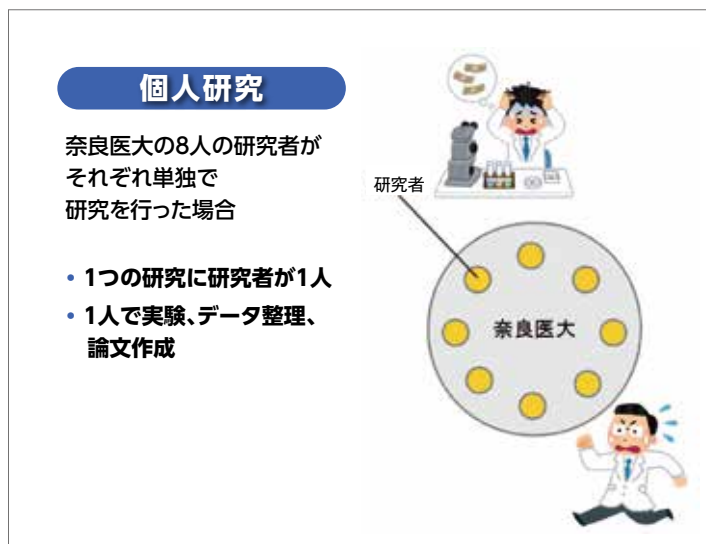 個人研究
奈良医大の8人の研究者が
それぞれ単独で
研究を行った場合
• 1つの研究に研究者が1人
• 1人で実験、データ整理、
論文作成
研究者
奈良医大